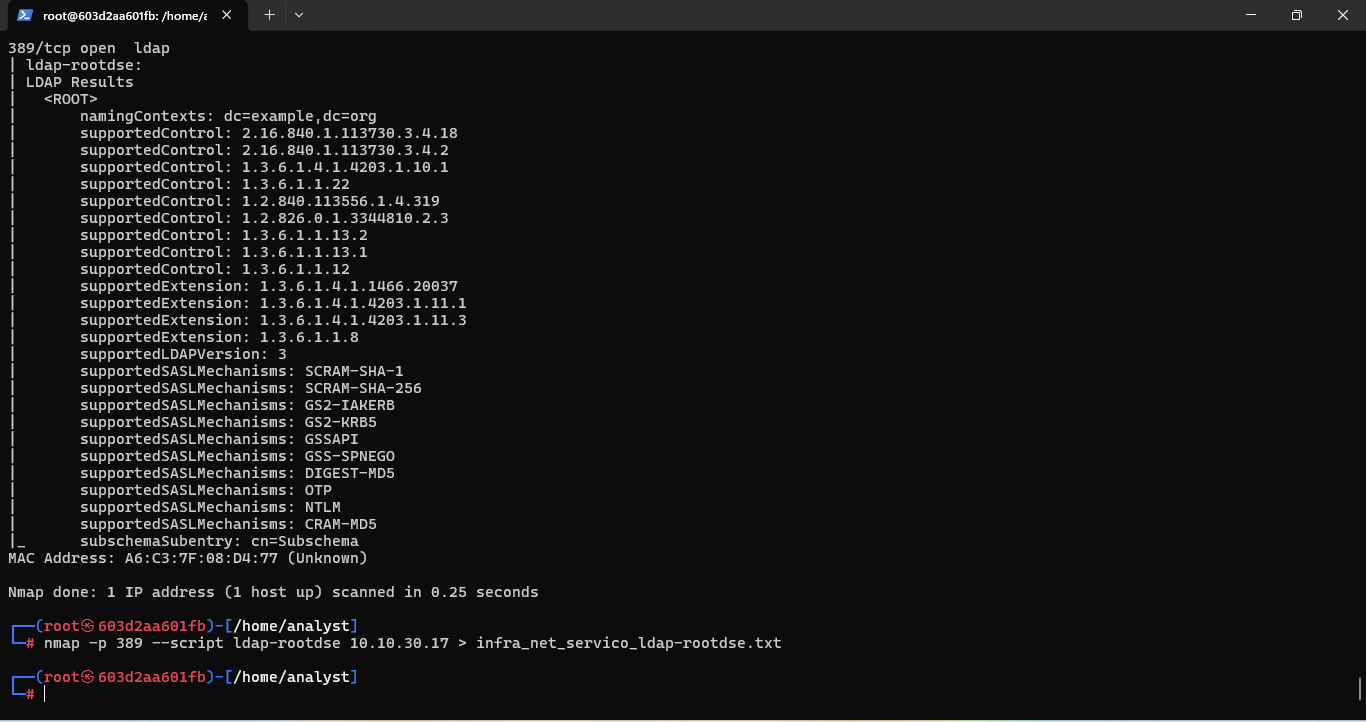 root@603d2aa601fb: /home/a
389/tcp open  ldap
| ldap-rootdse:
| LDAP Results
|   <ROOT>
|       namingContexts: dc=example,dc=org
|       supportedControl: 2.16.840.1.113730.3.4.18
|       supportedControl: 2.16.840.1.113730.3.4.2
|       supportedControl: 1.3.6.1.4.1.4203.1.10.1
|       supportedControl: 1.3.6.1.1.22
|       supportedControl: 1.2.840.113556.1.4.319
|       supportedControl: 1.2.826.0.1.3344810.2.3
|       supportedControl: 1.3.6.1.1.13.2
|       supportedControl: 1.3.6.1.1.13.1
|       supportedControl: 1.3.6.1.1.12
|       supportedExtension: 1.3.6.1.4.1.1466.20037
|       supportedExtension: 1.3.6.1.4.1.4203.1.11.1
|       supportedExtension: 1.3.6.1.4.1.4203.1.11.3
|       supportedExtension: 1.3.6.1.1.8
|       supportedLDAPVersion: 3
|       supportedSASLMechanisms: SCRAM-SHA-1
|       supportedSASLMechanisms: SCRAM-SHA-256
|       supportedSASLMechanisms: GS2-IAKERB
|       supportedSASLMechanisms: GS2-KRB5
|       supportedSASLMechanisms: GSSAPI
|       supportedSASLMechanisms: GSS-SPNEGO
|       supportedSASLMechanisms: DIGEST-MD5
|       supportedSASLMechanisms: OTP
|       supportedSASLMechanisms: NTLM
|       supportedSASLMechanisms: CRAM-MD5
|_      subschemaSubentry: cn=Subschema
MAC Address: A6:C3:7F:08:D4:77 (Unknown)
Nmap done: 1 IP address (1 host up) scanned in 0.25 seconds
┌──(root㉿603d2aa601fb)-[/home/analyst]
└─# nmap -p 389 --script ldap-rootdse 10.10.30.17 > infra_net_servico_ldap-rootdse.txt
┌──(root㉿603d2aa601fb)-[/home/analyst]
└─#